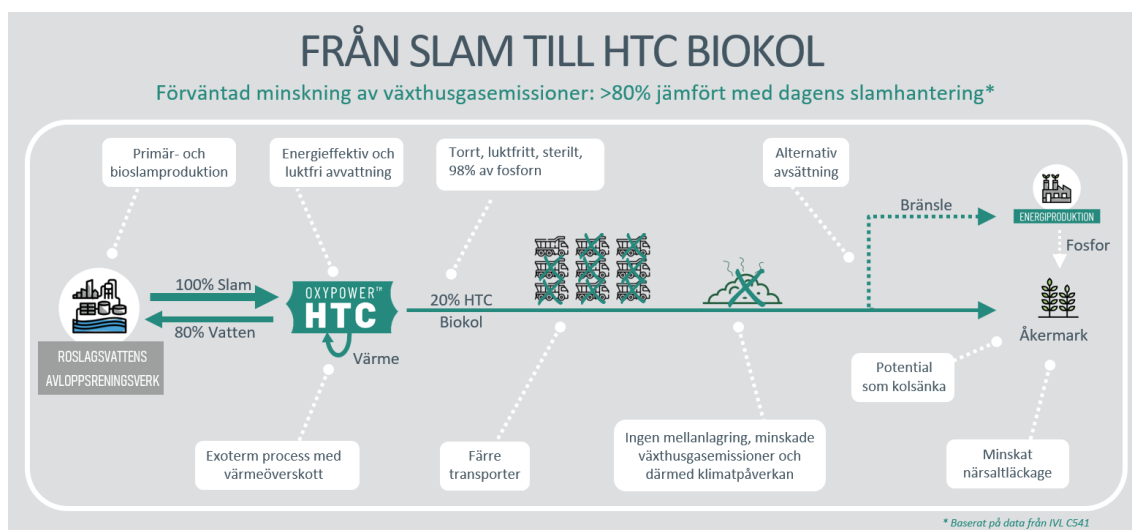 FRÅN SLAM TILL HTC BIOKOL
Förväntad minskning av växthusgasemissioner: >80% jämfört med dagens slamhantering*
Primär- och
bioslamproduktion
Energieffektiv och
luktfri avvattning
Torrt, luktfritt, sterilt,
98% av fosforn
Alternativ
avsättning
Bränsle
ENERGIPRODUKTION
Fosfor
100% Slam
80% Vatten
OXYPOWER™
HTC
Värme
20% HTC
Biokol
Åkermark
ROSLAGSVATTENS
AVLOPPSRENINGSVERK
Potential
som kolsänka
Exoterm process med
värmeöverskott
Färre
transporter
Ingen mellanlagring, minskade
växthusgasemissioner och
därmed klimatpåverkan
Minskat
närsaltläckage
* Baserat på data från IVL C541